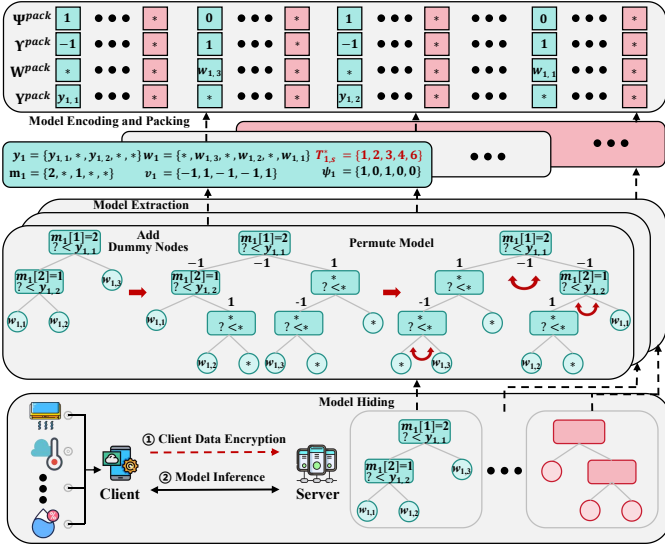 Ψ^pack 1 * 0 * 1 * 0 *
Υ^pack −1 * 1 * −1 * 1 *
W^pack * * w1,3 * * * w1,1 *
Y^pack y1,1 * * * y1,2 * * *
Model Encoding and Packing
y1 = {y1,1, *, y1,2, *, *} w1 = {*, w1,3, *, w1,2, *, w1,1} T*1,s = {1, 2, 3, 4, 6}
m1 = {2, *, 1, *, *} v1 = {−1, 1, −1, −1, 1} ψ1 = {1, 0, 1, 0, 0}
Model Extraction
Add
Dummy Nodes
Permute Model
m1[1]=2
? < y1,1
m1[2]=1
? < y1,2
w1,3
w1,1
w1,2
m1[1]=2
? < y1,1
−1
−1
m1[2]=1
? < y1,2
*
? <*
w1,1
1
-1
1
*
? <*
*
? <*
*
w1,2
*
w1,3
*
m1[1]=2
? < y1,1
−1
−1
*
? <*
m1[2]=1
? < y1,2
-1
1
1
*
? <*
*
*
? <*
w1,1
*
w1,3
w1,2
*
Model Hiding
① Client Data Encryption
② Model Inference
Client
Server
m1[1]=2
? < y1,1
m1[2]=1
? < y1,2
w1,3
w1,1
w1,2